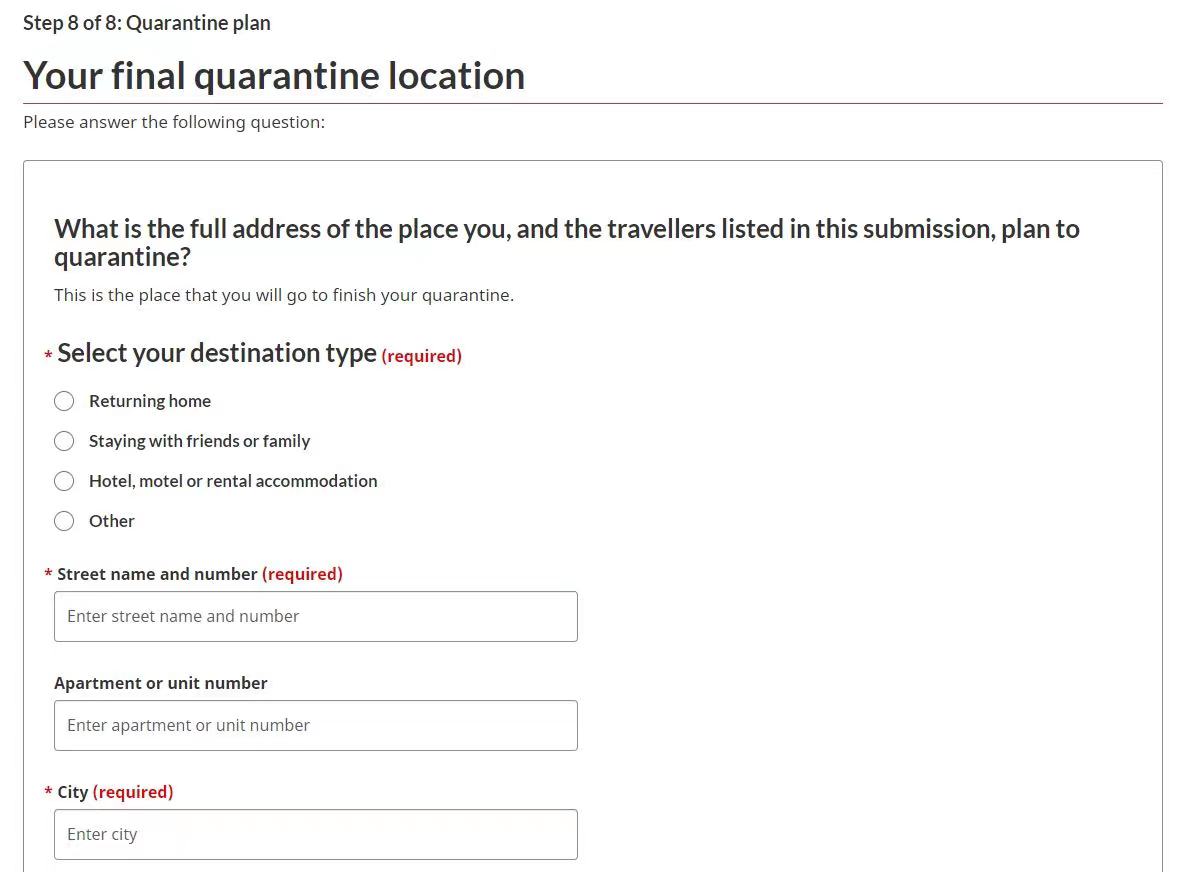 Step 8 of 8: Quarantine plan
Your final quarantine location
Please answer the following question:
What is the full address of the place you, and the travellers listed in this submission, plan to
quarantine?
This is the place that you will go to finish your quarantine.
* Select your destination type (required)
Returning home
Staying with friends or family
Hotel, motel or rental accommodation
Other
* Street name and number (required)
Enter street name and number
Apartment or unit number
Enter apartment or unit number
* City (required)
Enter city